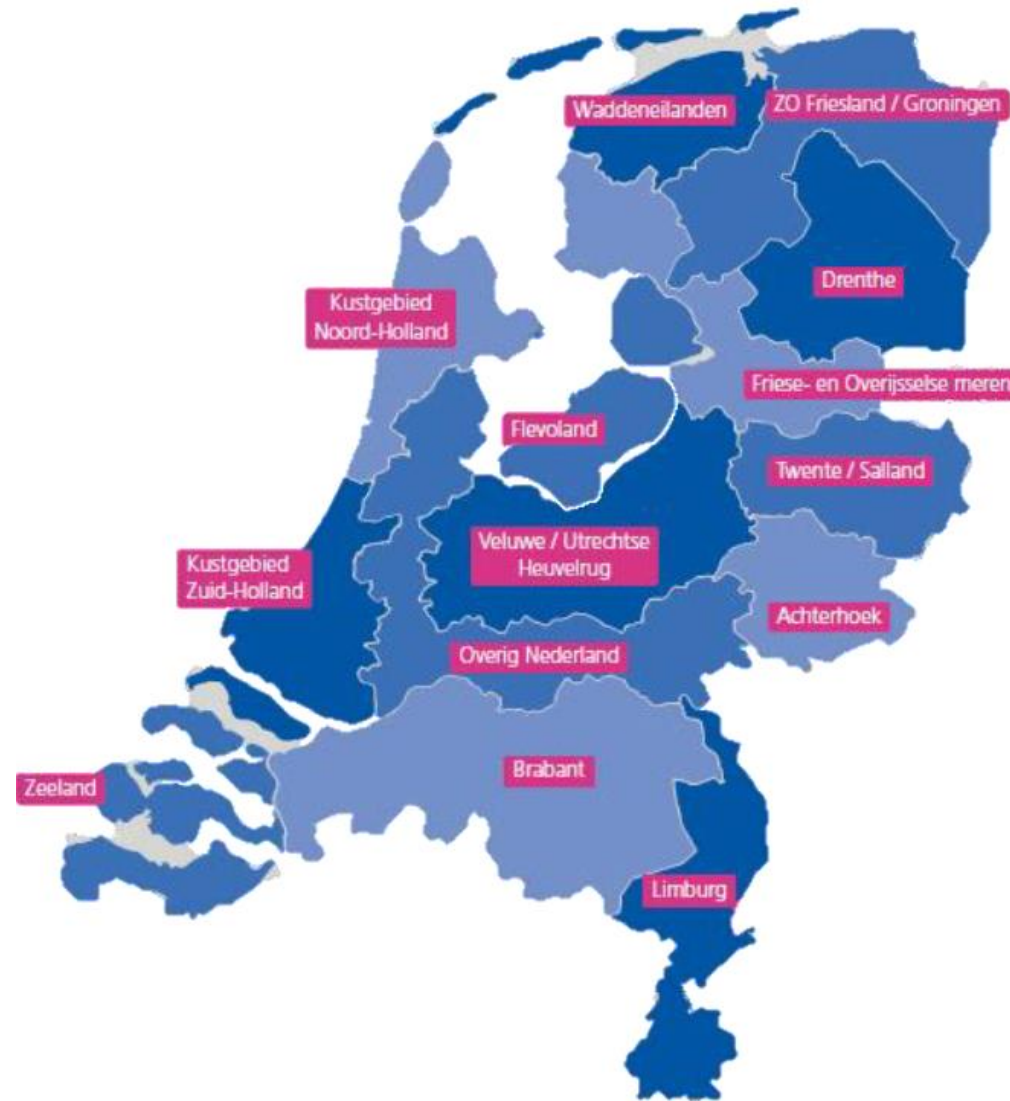 Waddeneilanden
ZO Friesland / Groningen
Drenthe
Kustgebied
Noord-Holland
Friese- en Overijsselse meren
Flevoland
Twente / Salland
Veluwe / Utrechtse
Heuvelrug
Kustgebied
Zuid-Holland
Achterhoek
Overig Nederland
Brabant
Zeeland
Limburg